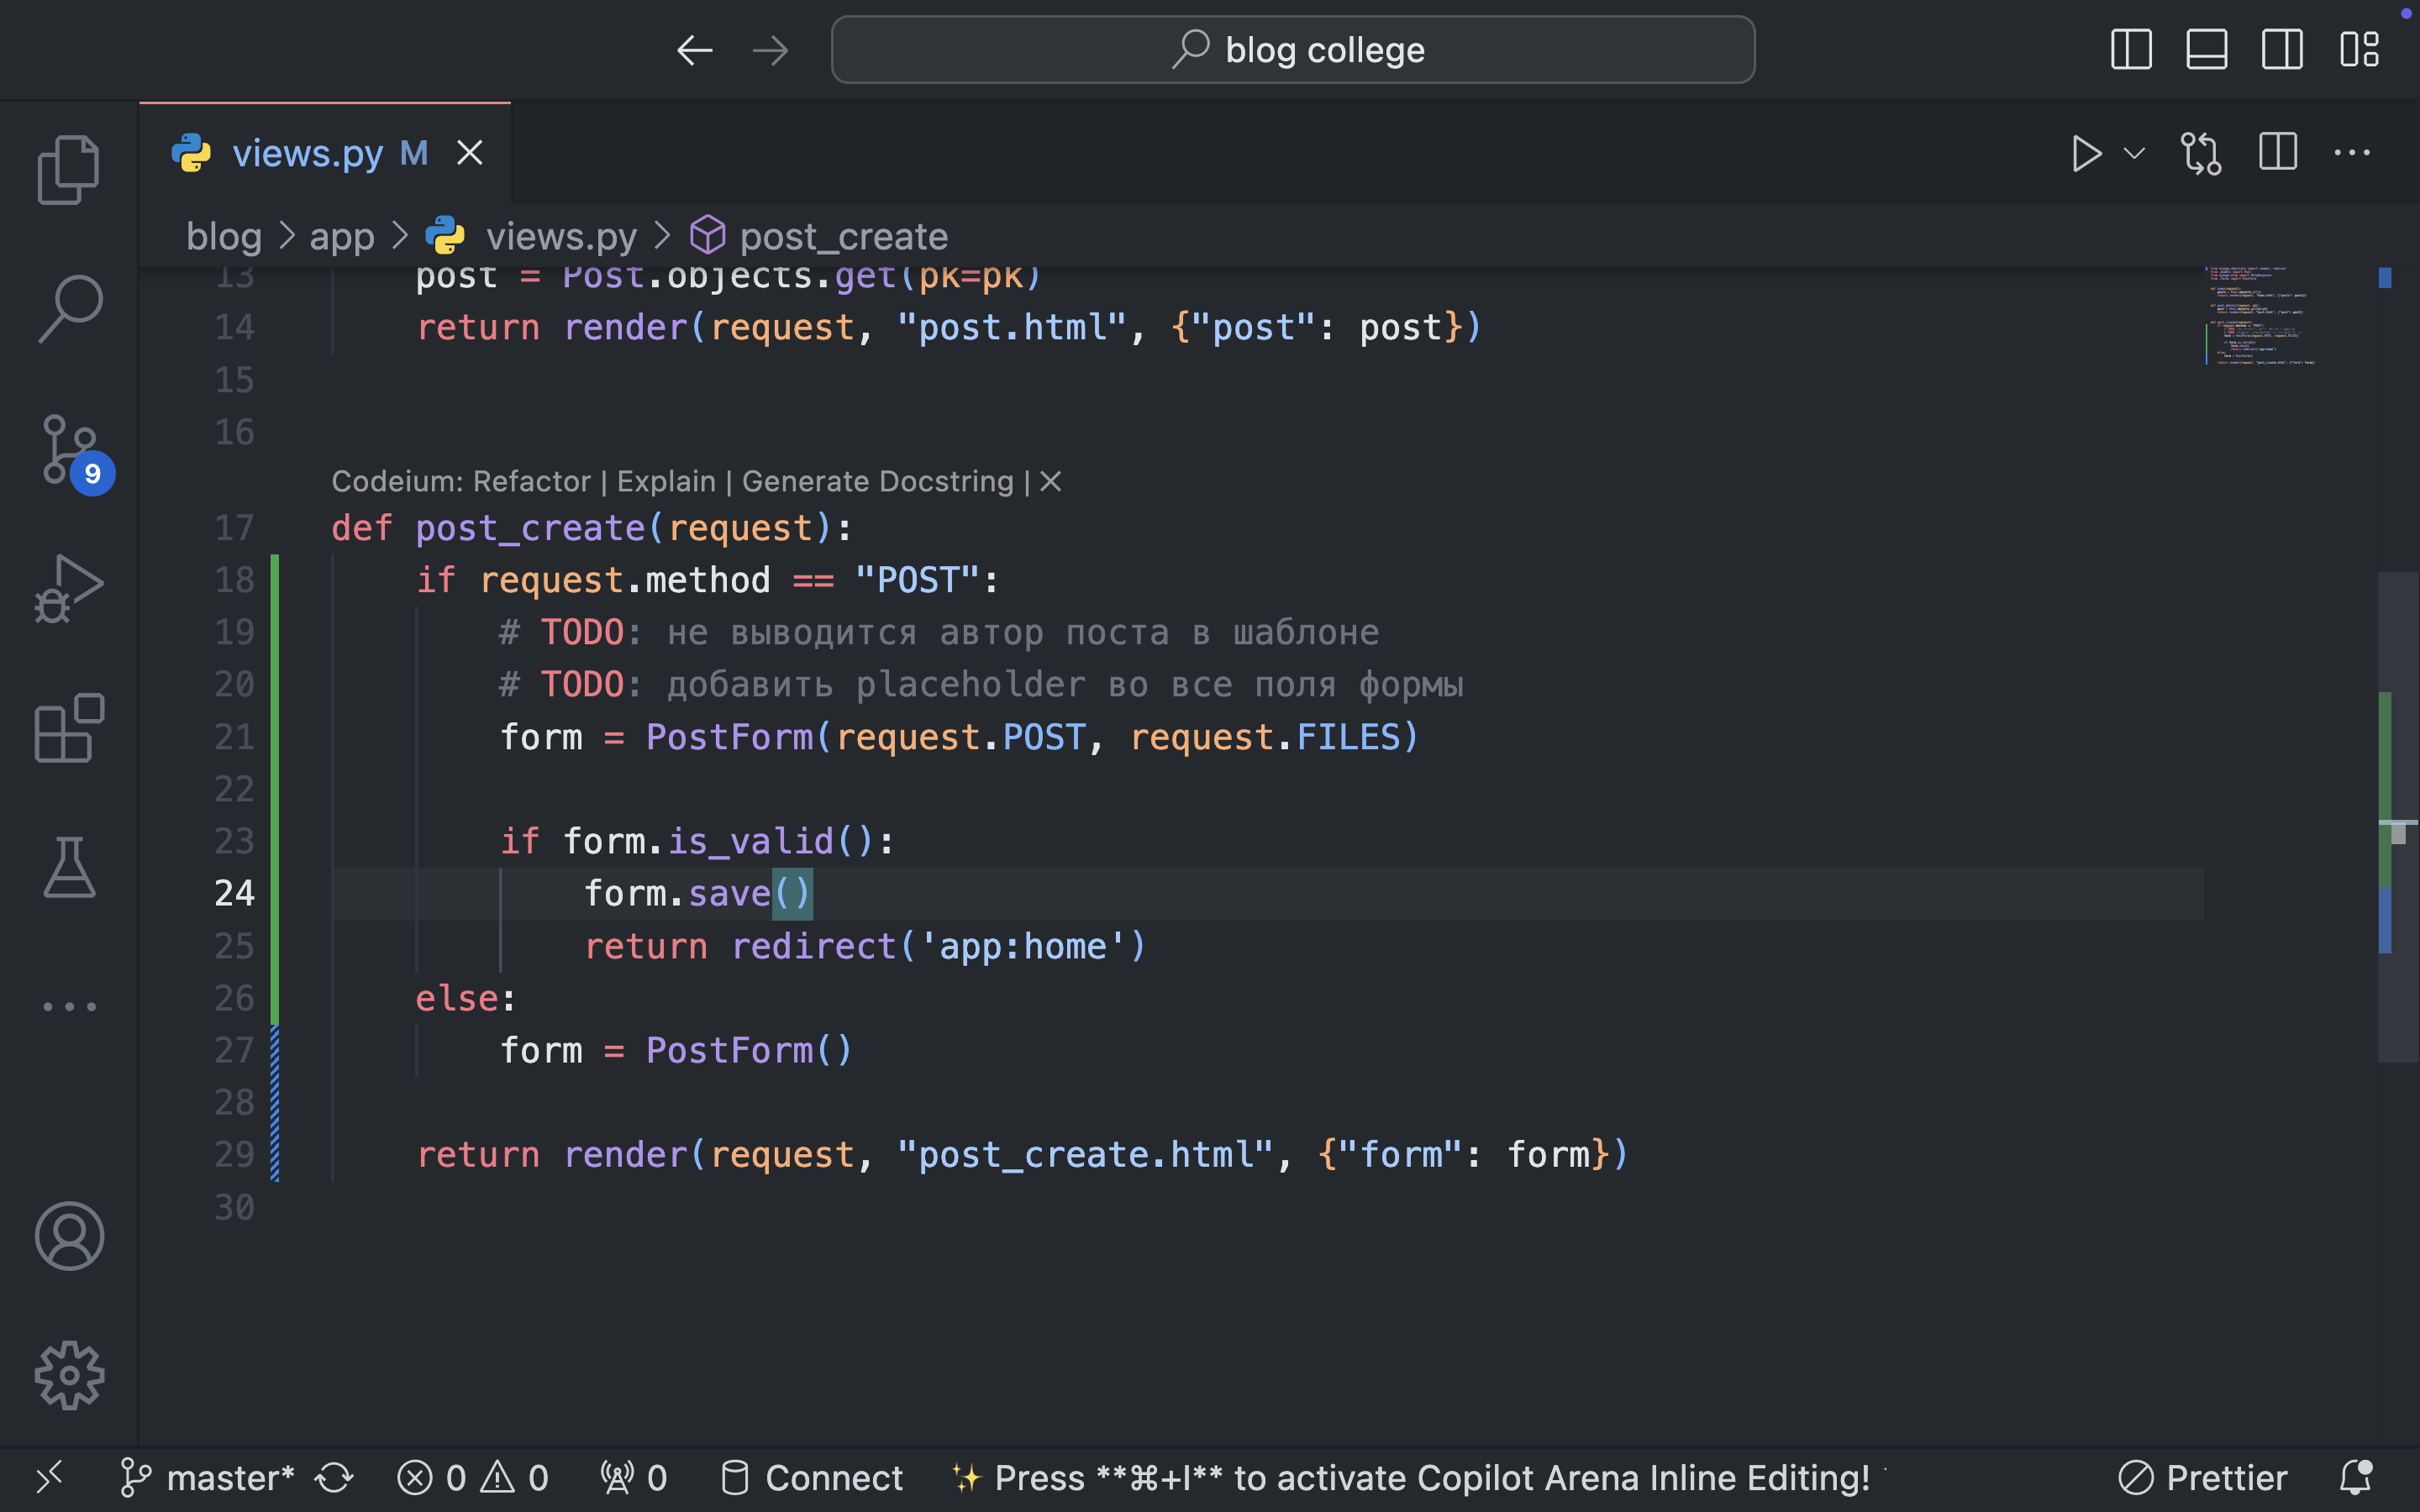 blog college
views.py M
blog > app > views.py > post_create
13 post = Post.objects.get(pk=pk)
14 return render(request, "post.html", {"post": post})
15
16
Codeium: Refactor | Explain | Generate Docstring |
17 def post_create(request):
18 if request.method == "POST":
19 # TODO: не выводится автор поста в шаблоне
20 # TODO: добавить placeholder во все поля формы
21 form = PostForm(request.POST, request.FILES)
22
23 if form.is_valid():
24 form.save()
25 return redirect('app:home')
26 else:
27 form = PostForm()
28
29 return render(request, "post_create.html", {"form": form})
30
9
master* 0 0 0 Connect Press **⌘+I** to activate Copilot Arena Inline Editing! Prettier